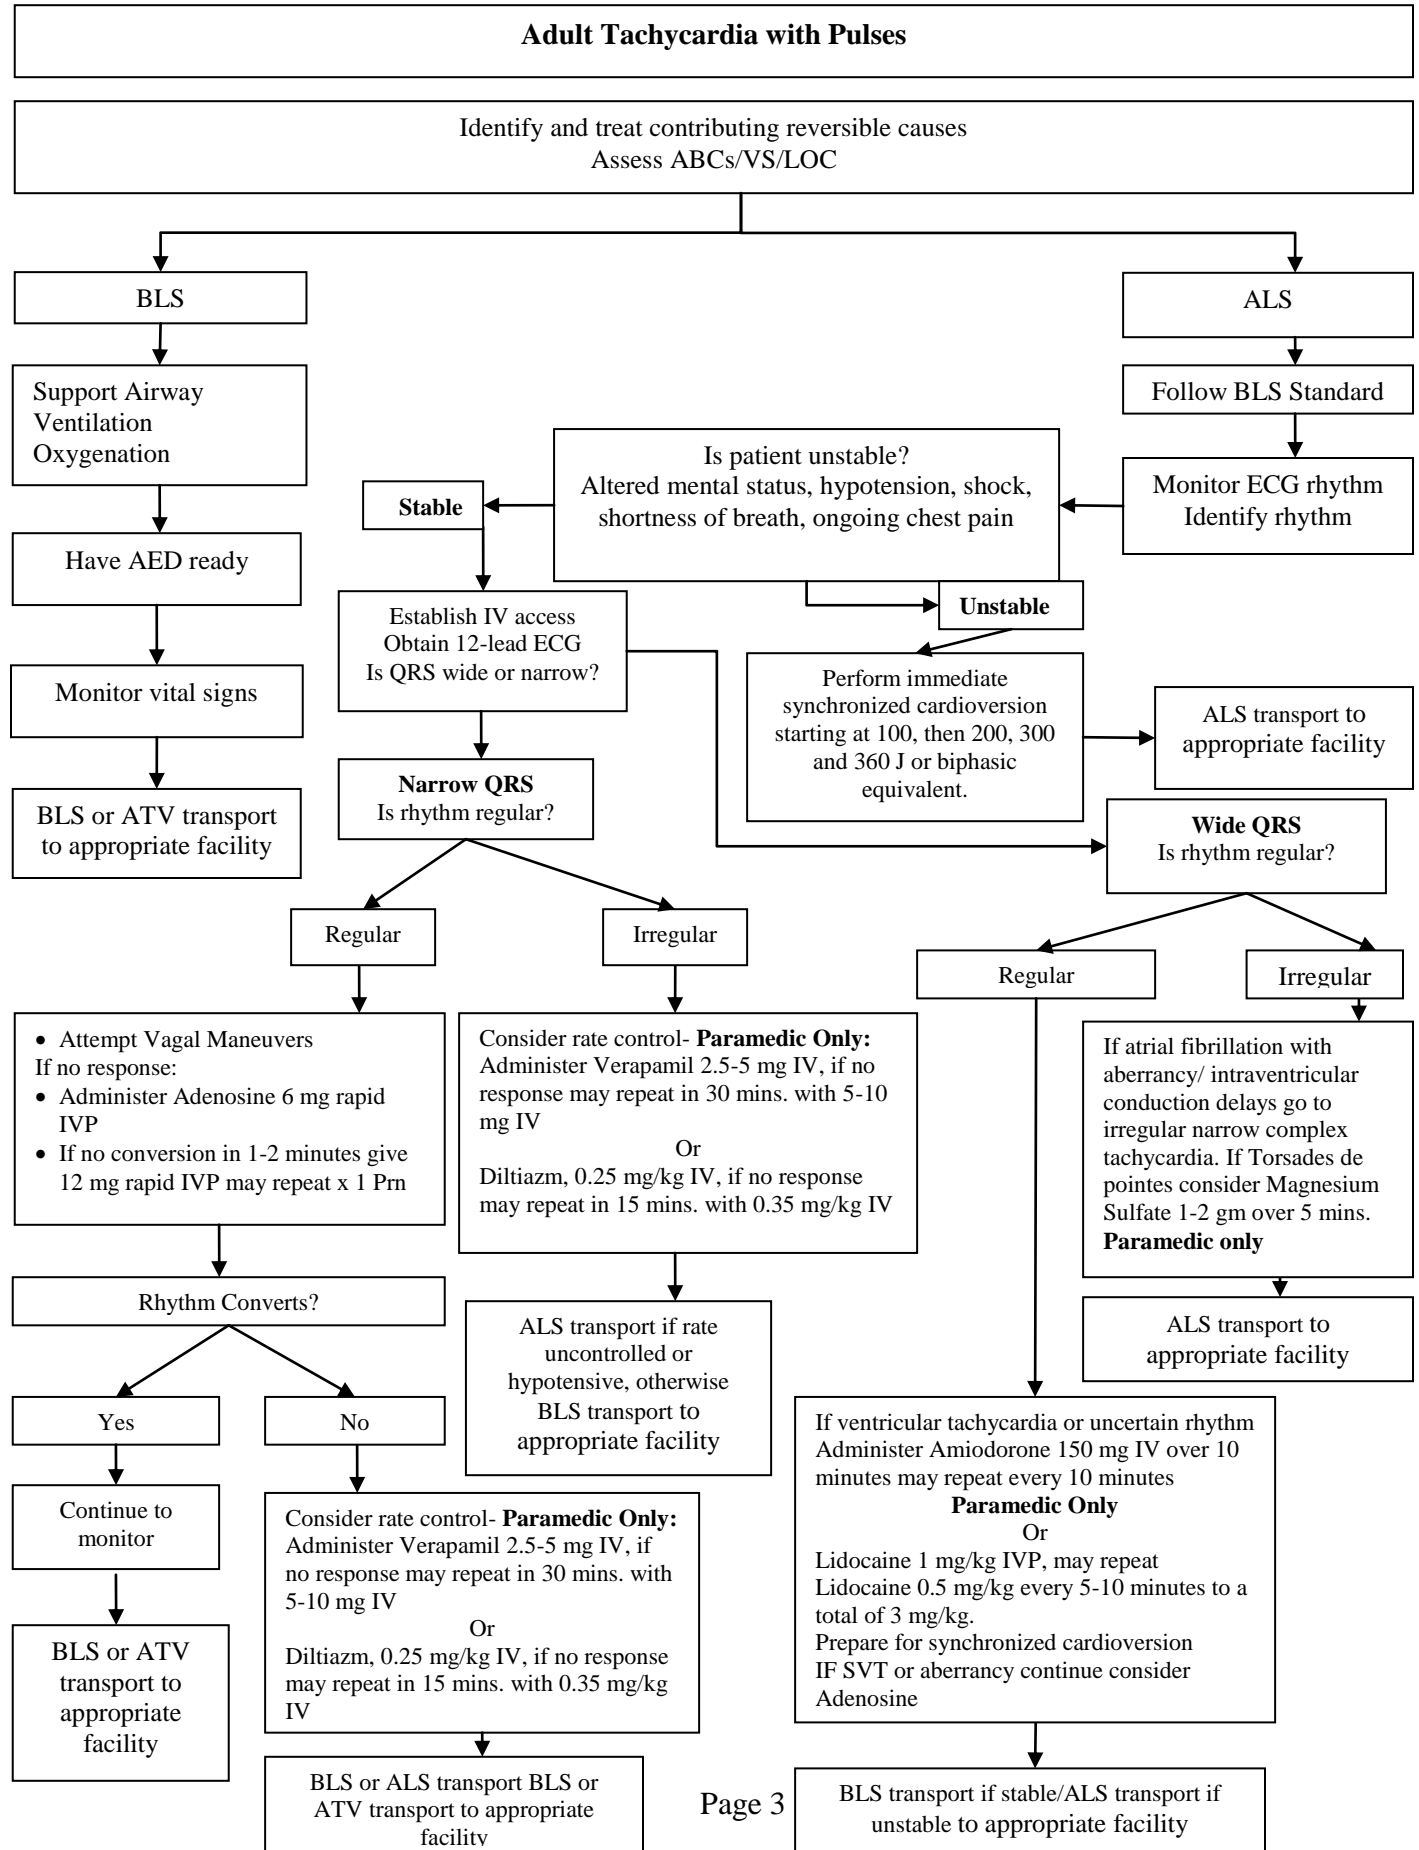 Adult Tachycardia with Pulses
Identify and treat contributing reversible causes
Assess ABCs/VS/LOC
BLS
ALS
Support Airway
Ventilation
Oxygenation
Follow BLS Standard
Is patient unstable?
Altered mental status, hypotension, shock,
shortness of breath, ongoing chest pain
Monitor ECG rhythm
Identify rhythm
Stable
Have AED ready
Unstable
Establish IV access
Obtain 12-lead ECG
Is QRS wide or narrow?
Monitor vital signs
Perform immediate
synchronized cardioversion
starting at 100, then 200, 300
and 360 J or biphasic
equivalent.
ALS transport to
appropriate facility
Narrow QRS
Is rhythm regular?
BLS or ATV transport
to appropriate facility
Wide QRS
Is rhythm regular?
Regular
Irregular
Regular
Irregular
• Attempt Vagal Maneuvers
If no response:
• Administer Adenosine 6 mg rapid
IVP
• If no conversion in 1-2 minutes give
12 mg rapid IVP may repeat x 1 Prn
Consider rate control- Paramedic Only:
Administer Verapamil 2.5-5 mg IV, if no
response may repeat in 30 mins. with 5-10
mg IV
Or
Diltiazm, 0.25 mg/kg IV, if no response
may repeat in 15 mins. with 0.35 mg/kg IV
If atrial fibrillation with
aberrancy/ intraventricular
conduction delays go to
irregular narrow complex
tachycardia. If Torsades de
pointes consider Magnesium
Sulfate 1-2 gm over 5 mins.
Paramedic only
Rhythm Converts?
ALS transport if rate
uncontrolled or
hypotensive, otherwise
BLS transport to
appropriate facility
ALS transport to
appropriate facility
Yes
No
If ventricular tachycardia or uncertain rhythm
Administer Amiodorone 150 mg IV over 10
minutes may repeat every 10 minutes
Paramedic Only
Or
Lidocaine 1 mg/kg IVP, may repeat
Lidocaine 0.5 mg/kg every 5-10 minutes to a
total of 3 mg/kg.
Prepare for synchronized cardioversion
IF SVT or aberrancy continue consider
Adenosine
Continue to
monitor
Consider rate control- Paramedic Only:
Administer Verapamil 2.5-5 mg IV, if
no response may repeat in 30 mins. with
5-10 mg IV
Or
Diltiazm, 0.25 mg/kg IV, if no response
may repeat in 15 mins. with 0.35 mg/kg
IV
BLS or ATV
transport to
appropriate
facility
BLS or ALS transport BLS or
ATV transport to appropriate
facility
Page 3
BLS transport if stable/ALS transport if
unstable to appropriate facility